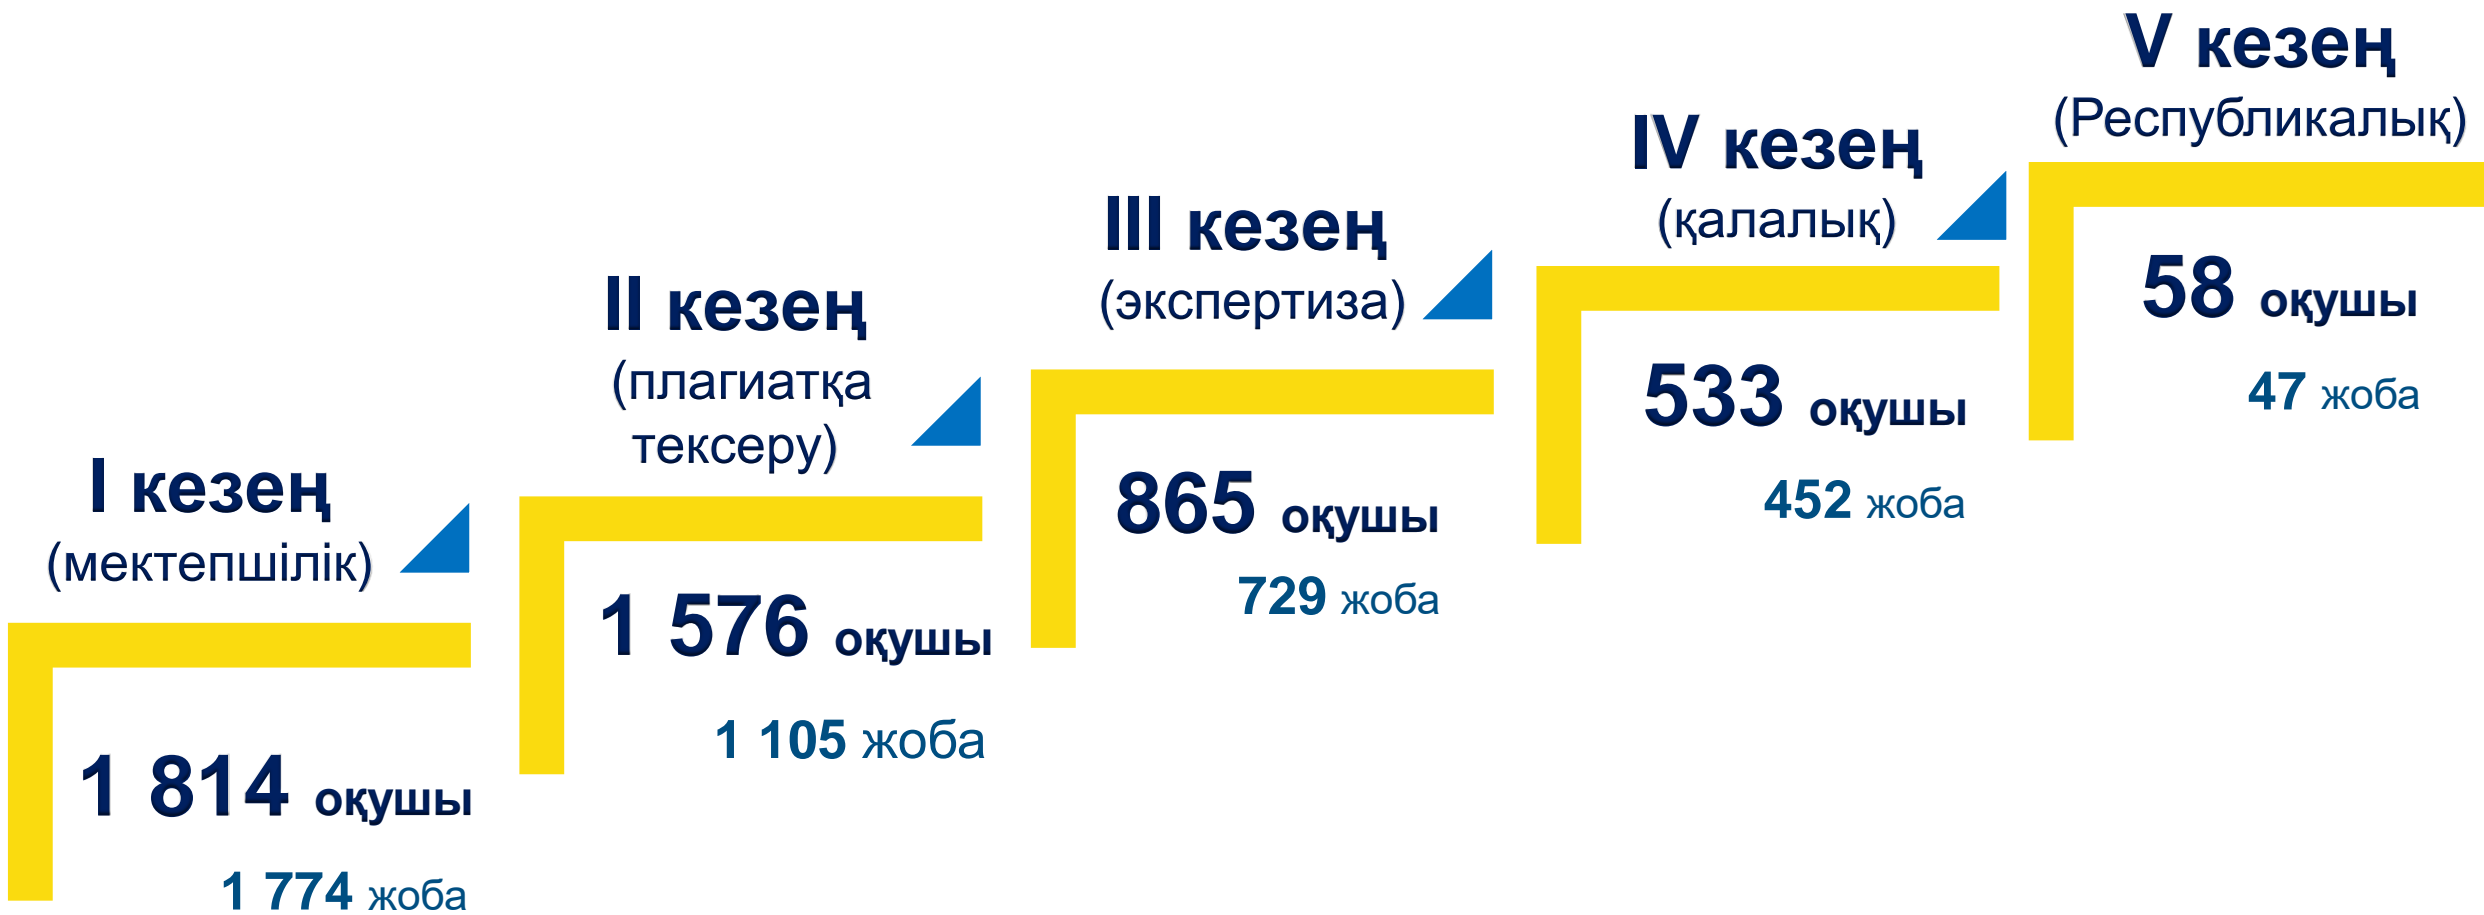 I кезең
(мектепшілік)
1 814 оқушы
1 774 жоба
II кезең
(плагиатқа
тексеру)
1 576 оқушы
1 105 жоба
III кезең
(экспертиза)
865 оқушы
729 жоба
IV кезең
(қалалық)
533 оқушы
452 жоба
V кезең
(Республикалық)
58 оқушы
47 жоба